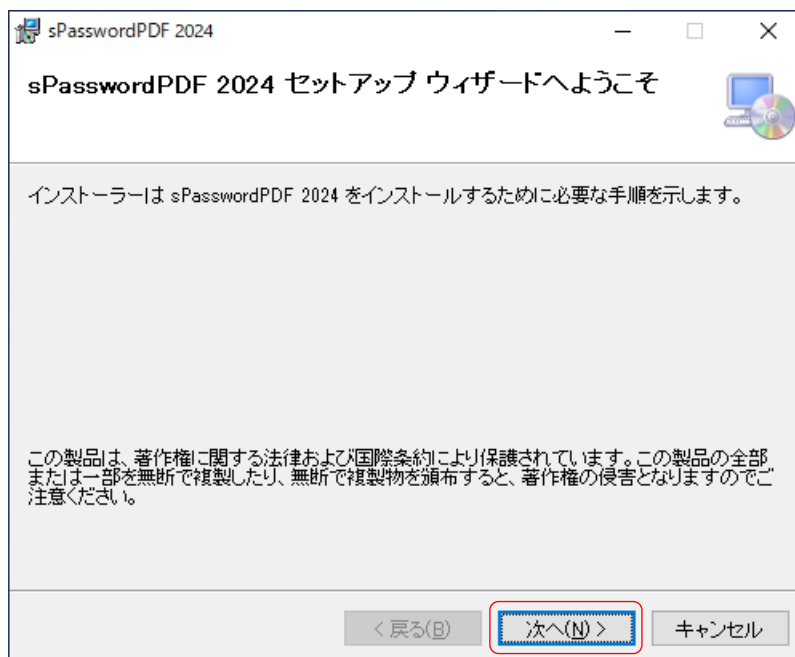 sPasswordPDF 2024
sPasswordPDF 2024 セットアップ ウィザードへようこそ
インストーラーは sPasswordPDF 2024 をインストールするために必要な手順を示します。
この製品は、著作権に関する法律および国際条約により保護されています。この製品の全部
または一部を無断で複製したり、無断で複製物を頒布すると、著作権の侵害となりますのでご
注意ください。
< 戻る(B)
次へ(N) >
キャンセル